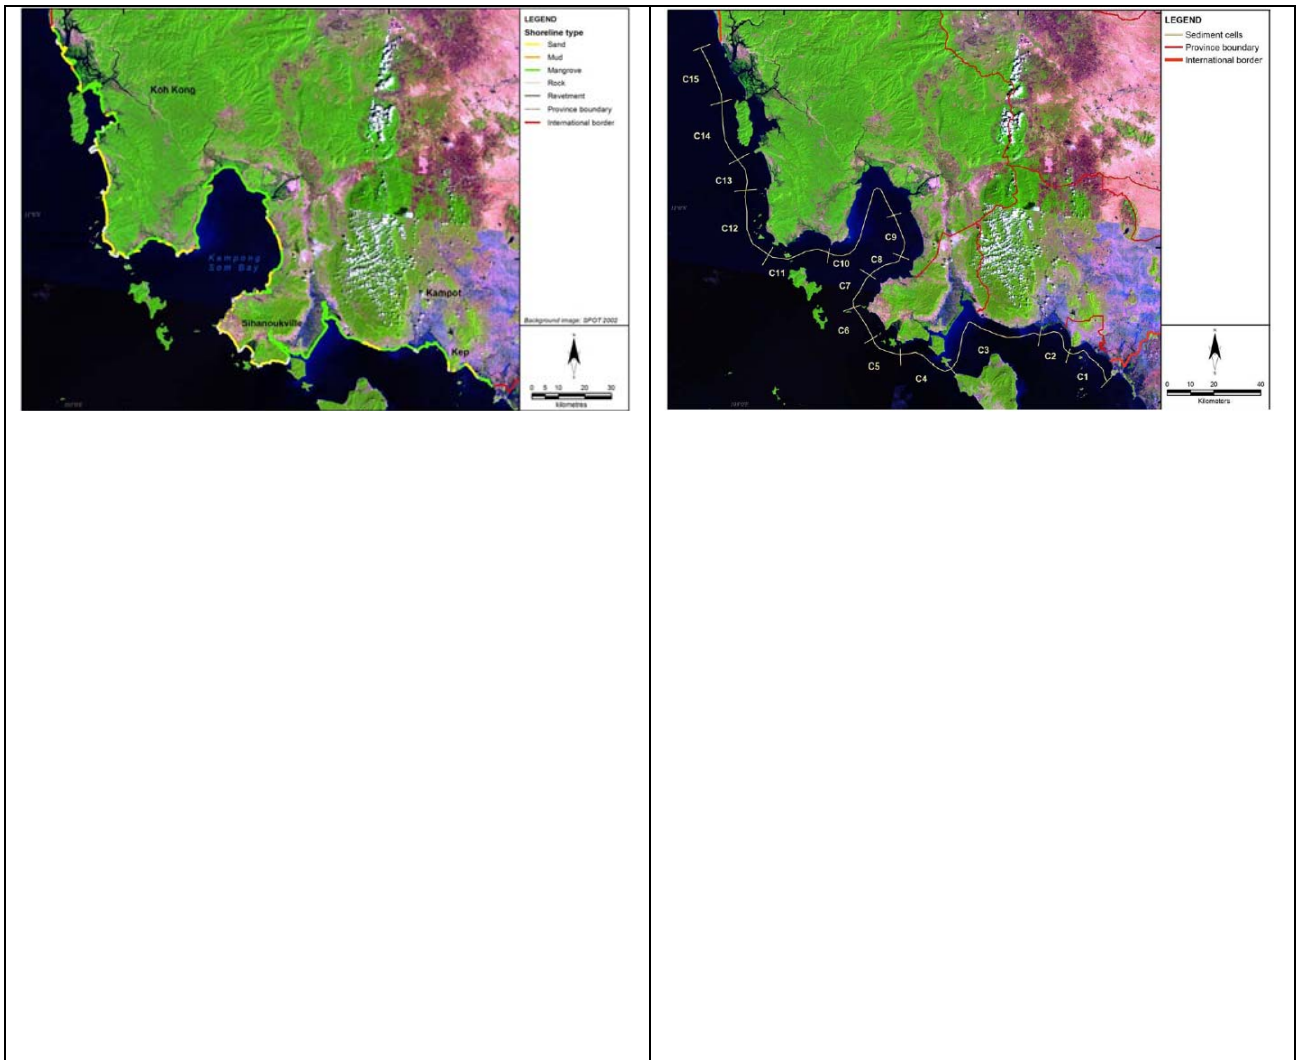 LEGEND
Shoreline type
Sand
Mud
Mangrove
Rock
Revetment
Province boundary
International border
Koh Kong
Kampong
Som Bay
Kampot
Sihanoukville
Kep
Background image: SPOT 2002
0 5 10 20 30
kilometres
LEGEND
Sediment cells
Province boundary
International border
C15
C14
C13
C12
C11
C10
C9
C8
C7
C6
C5
C4
C3
C2
C1
0 10 20 40
Kilometers